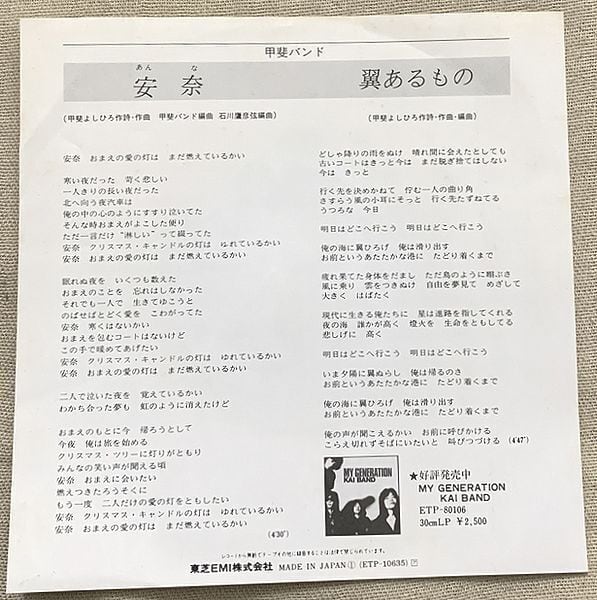 甲斐バンド
あん な
安 奈
翼あるもの
(甲斐よしひろ作詩・作曲 甲斐バンド編曲 石川鷹彦弦編曲)
(甲斐よしひろ作詩・作曲・編曲)
安奈 おまえの愛の灯は まだ燃えているかい
寒い夜だった 苛く悲しい
一人きりの長い夜だった
北へ向う夜汽車は
俺の中の心のようにすすり泣いてた
そんな時おまえがよこした便り
ただ一言だけ“淋しい”って綴ってた
安奈 クリスマス・キャンドルの灯は ゆれているかい
安奈 おまえの愛の灯は まだ燃えているかい
眠れぬ夜を いくつも数えた
おまえのことを 忘れはしなかった
それでも一人で 生きてゆこうと
のばせばとどく愛を こわがってた
安奈 寒くはないかい
おまえを包むコートはないけど
この手で暖めてあげたい
安奈 クリスマス・キャンドルの灯は ゆれているかい
安奈 おまえの愛の灯は まだ燃えているかい
二人で泣いた夜を 覚えているかい
わかち合った夢も 虹のように消えたけど
おまえのもとに今 帰ろうとして
今夜 俺は旅を始める
クリスマス・ツリーに灯りがともり
みんなの笑い声が聞える頃
安奈 おまえに会いたい
燃えつきたろうそくに
もう一度 二人だけの愛の灯をともしたい
安奈 クリスマス・キャンドルの灯は ゆれているかい
安奈 おまえの愛の灯は まだ燃えているかい
(4'30")
どしゃ降りの雨をぬけ 晴れ間に会えたとしても
古いコートはきっと今は まだ脱ぎ捨てはしない
今は きっと
行く先を決めかねて 佇む一人の曲り角
さすらう風の小耳にそっと 行く先たずねてる
うつろな 今日
明日はどこへ行こう 明日はどこへ行こう
俺の海に翼ひろげ 俺は滑り出す
お前というあたたかな港に たどり着くまで
疲れ果てた身体をだまし ただ鳥のように翔ぶさ
風に乗り 雲をつきぬけ 自由を夢見て めざして
大きく はばたく
現代に生きる俺たちに 星は進路を指してくれる
夜の海 誰かが高く 燈火を 生命をともしてる
悲しげに 高く
明日はどこへ行こう 明日はどこへ行こう
いま夕陽に翼ぬらし 俺は帰るのさ
お前というあたたかな港に たどり着くまで
俺の海に翼ひろげ 俺は滑り出す
お前というあたたかな港に たどり着くまで
俺の声が聞こえるかい お前に呼びかける
こらえ切れずそばにいたいと 叫びつづける (4'47")
MY GENERATION
KAI BAND
★好評発売中
MY GENERATION
KAI BAND
ETP-80106
30cmLP ¥2,500
レコードから無断でテープその他に録音することは法律で禁じられています。
東芝EMI株式会社 MADE IN JAPAN① (ETP-10635)